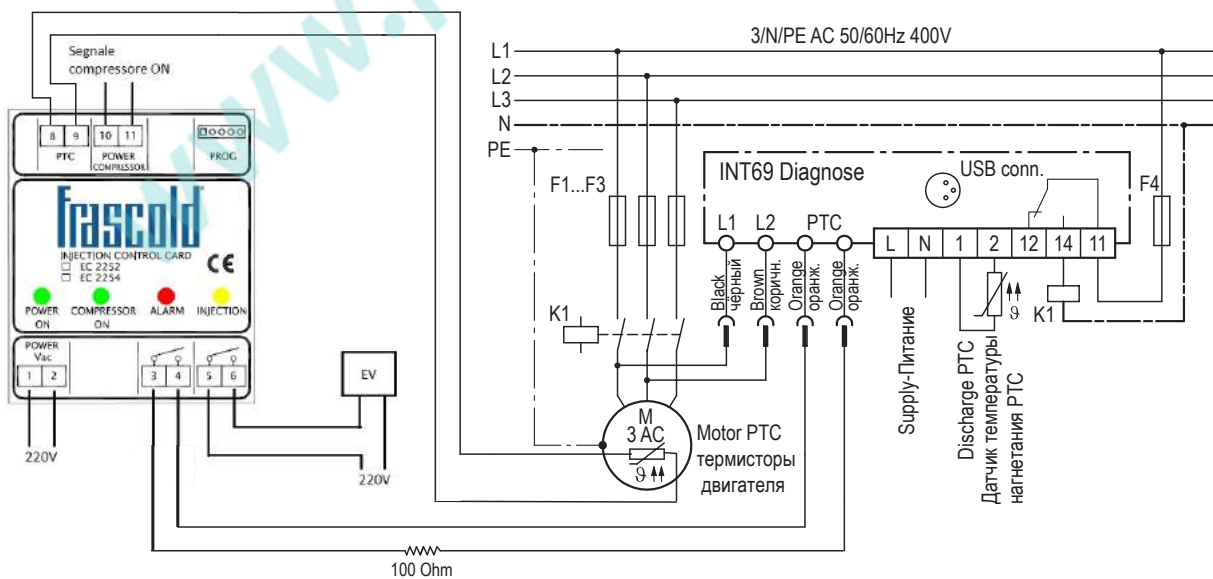 Segnale
compressore ON
8 9 10 11
PTC POWER COMPRESSOR PROG
frascold
INJECTION CONTROL CARD
EC 2252
EC 2254
CE
POWER ON
COMPRESSOR ON
ALARM
INJECTION
POWER
Vac
1 2 3 4 5 6
220V
EV
220V
100 Ohm
3/N/PE AC 50/60Hz 400V
L1
L2
L3
N
PE
F1...F3
INT69 Diagnose
USB conn.
F4
L1 L2 PTC
L N 1 2 12 14 11
Black
чёрный
Brown
коричн.
Orange
оранж.
Orange
оранж.
K1
K1
ϑ
Supply-Питание
Discharge PTC
Датчик температуры
нагнетания PTC
M
3 AC
ϑ
Motor PTC
термисторы
двигателя
www.